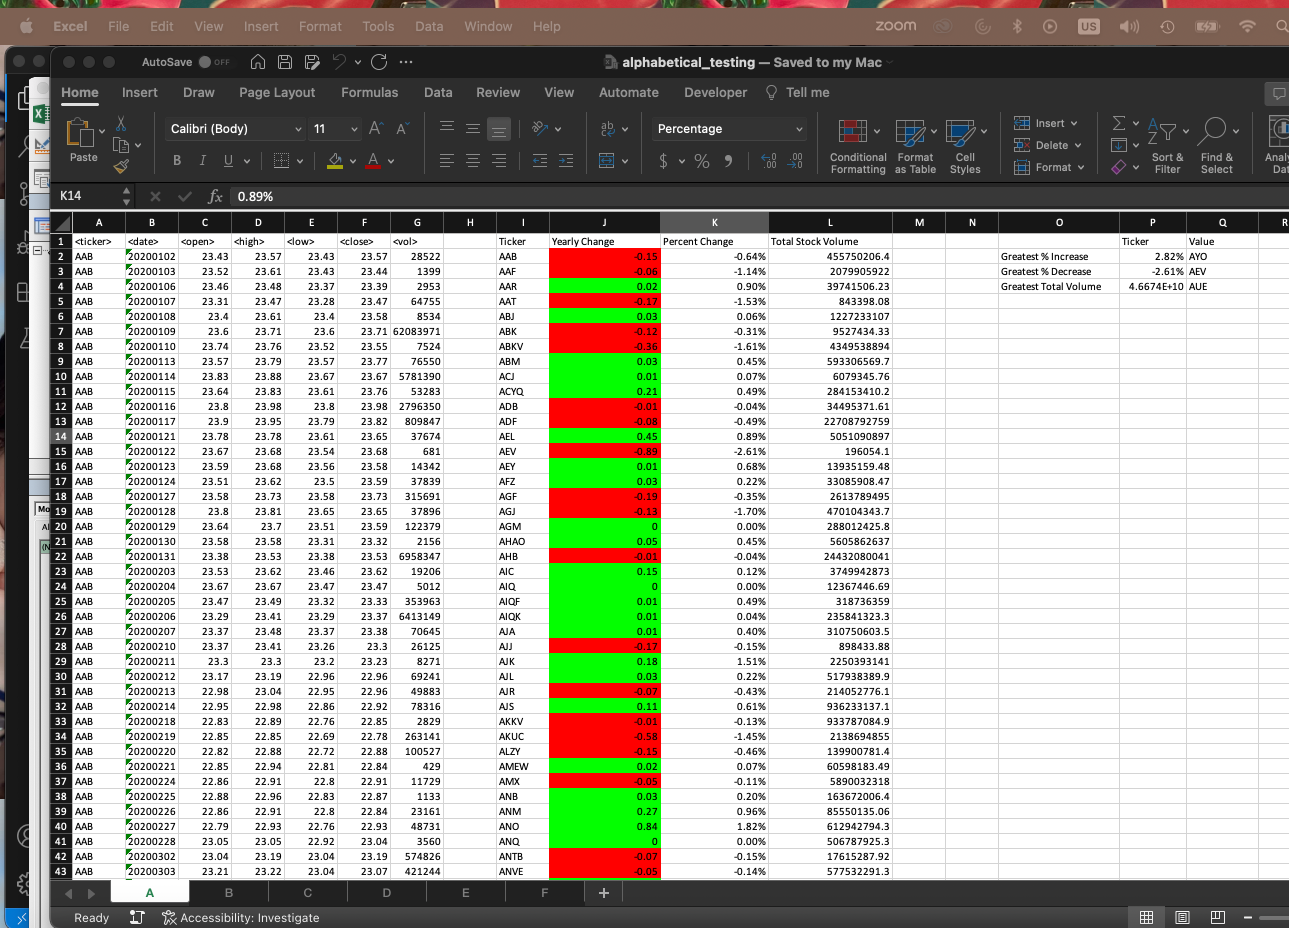 Excel File Edit View Insert Format Tools Data Window Help zoom US
AutoSave OFF alphabetical_testing — Saved to my Mac
Home Insert Draw Page Layout Formulas Data Review View Automate Developer Tell me
Calibri (Body) 11 Percentage Insert Delete Format
Paste B I U Conditional Formatting Format as Table Cell Styles Sort & Filter Find & Select
K14 fx 0.89%
A B C D E F G H I J K L M N O P Q R
1 <ticker> <date> <open> <high> <low> <close> <vol> Ticker Yearly Change Percent Change Total Stock Volume Ticker Value
2 AAB 20200102 23.43 23.57 23.43 23.57 28522 AAB -0.15 -0.64% 455750206.4 Greatest % Increase 2.82% AYO
3 AAB 20200103 23.52 23.61 23.43 23.44 1399 AAF -0.06 -1.14% 2079905922 Greatest % Decrease -2.61% AEV
4 AAB 20200106 23.46 23.48 23.37 23.39 2953 AAR 0.02 0.90% 39741506.23 Greatest Total Volume 4.6674E+10 AUE
5 AAB 20200107 23.31 23.47 23.28 23.47 64755 AAT -0.17 -1.53% 843398.08
6 AAB 20200108 23.4 23.61 23.4 23.58 8534 ABJ 0.03 0.06% 1227233107
7 AAB 20200109 23.6 23.71 23.6 23.71 62083971 ABK -0.12 -0.31% 9527434.33
8 AAB 20200110 23.74 23.76 23.52 23.55 7524 ABKV -0.36 -1.61% 4349538894
9 AAB 20200113 23.57 23.79 23.57 23.77 76550 ABM 0.03 0.45% 593306569.7
10 AAB 20200114 23.83 23.88 23.67 23.67 5781390 ACJ 0.01 0.07% 6079345.76
11 AAB 20200115 23.64 23.83 23.61 23.76 53283 ACYQ 0.21 0.49% 284153410.2
12 AAB 20200116 23.8 23.98 23.8 23.98 2796350 ADB -0.01 -0.04% 34495371.61
13 AAB 20200117 23.9 23.95 23.79 23.82 809847 ADF -0.08 -0.49% 22708792759
14 AAB 20200121 23.78 23.78 23.61 23.65 37674 AEL 0.45 0.89% 5051090897
15 AAB 20200122 23.67 23.68 23.54 23.68 681 AEV -0.89 -2.61% 196054.1
16 AAB 20200123 23.59 23.68 23.56 23.58 14342 AEY 0.01 0.68% 13935159.48
17 AAB 20200124 23.51 23.62 23.5 23.59 37839 AFZ 0.03 0.22% 33085908.47
18 AAB 20200127 23.58 23.73 23.58 23.73 315691 AGF -0.19 -0.35% 2613789495
19 AAB 20200128 23.8 23.81 23.65 23.65 37896 AGJ -0.13 -1.70% 470104343.7
20 AAB 20200129 23.64 23.7 23.51 23.59 122379 AGM 0 0.00% 288012425.8
21 AAB 20200130 23.58 23.58 23.31 23.32 2156 AHAO 0.05 0.45% 5605862637
22 AAB 20200131 23.38 23.53 23.38 23.53 6958347 AHB -0.01 -0.04% 24432080041
23 AAB 20200203 23.53 23.62 23.46 23.62 19206 AIC 0.15 0.12% 3749942873
24 AAB 20200204 23.67 23.67 23.47 23.47 5012 AIQ 0 0.00% 12367446.69
25 AAB 20200205 23.47 23.49 23.32 23.33 353963 AIQF 0.01 0.49% 318736359
26 AAB 20200206 23.29 23.41 23.29 23.37 6413149 AIQK 0.01 0.04% 235841323.3
27 AAB 20200207 23.37 23.48 23.37 23.38 70645 AJA 0.01 0.40% 310750603.5
28 AAB 20200210 23.37 23.41 23.26 23.3 26125 AJJ -0.17 -0.15% 898433.88
29 AAB 20200211 23.3 23.3 23.2 23.23 8271 AJK 0.18 1.51% 2250393141
30 AAB 20200212 23.17 23.19 22.96 22.96 69241 AJL 0.03 0.22% 517938389.9
31 AAB 20200213 22.98 23.04 22.95 22.96 49883 AJR -0.07 -0.43% 214052776.1
32 AAB 20200214 22.95 22.98 22.86 22.92 78316 AJS 0.11 0.61% 936233137.1
33 AAB 20200218 22.83 22.89 22.76 22.85 2829 AKKV -0.01 -0.13% 933787084.9
34 AAB 20200219 22.85 22.85 22.69 22.78 263141 AKUC -0.58 -1.45% 2138694855
35 AAB 20200220 22.82 22.88 22.72 22.88 100527 ALZY -0.15 -0.46% 139900781.4
36 AAB 20200221 22.85 22.94 22.81 22.84 429 AMEW 0.02 0.07% 60598183.49
37 AAB 20200224 22.86 22.91 22.8 22.91 11729 AMX -0.05 -0.11% 5890032318
38 AAB 20200225 22.88 22.96 22.83 22.87 1133 ANB 0.03 0.20% 163672006.4
39 AAB 20200226 22.86 22.91 22.8 22.84 23161 ANM 0.27 0.96% 85550135.06
40 AAB 20200227 22.79 22.93 22.76 22.93 48731 ANO 0.84 1.82% 612942794.3
41 AAB 20200228 23.05 23.05 22.92 23.04 3560 ANQ 0 0.00% 506787925.3
42 AAB 20200302 23.04 23.19 23.04 23.19 574826 ANTB -0.07 -0.15% 17615287.92
43 AAB 20200303 23.21 23.22 23.04 23.07 421244 ANVE -0.05 -0.14% 577532291.3
A B C D E F +
Ready Accessibility: Investigate